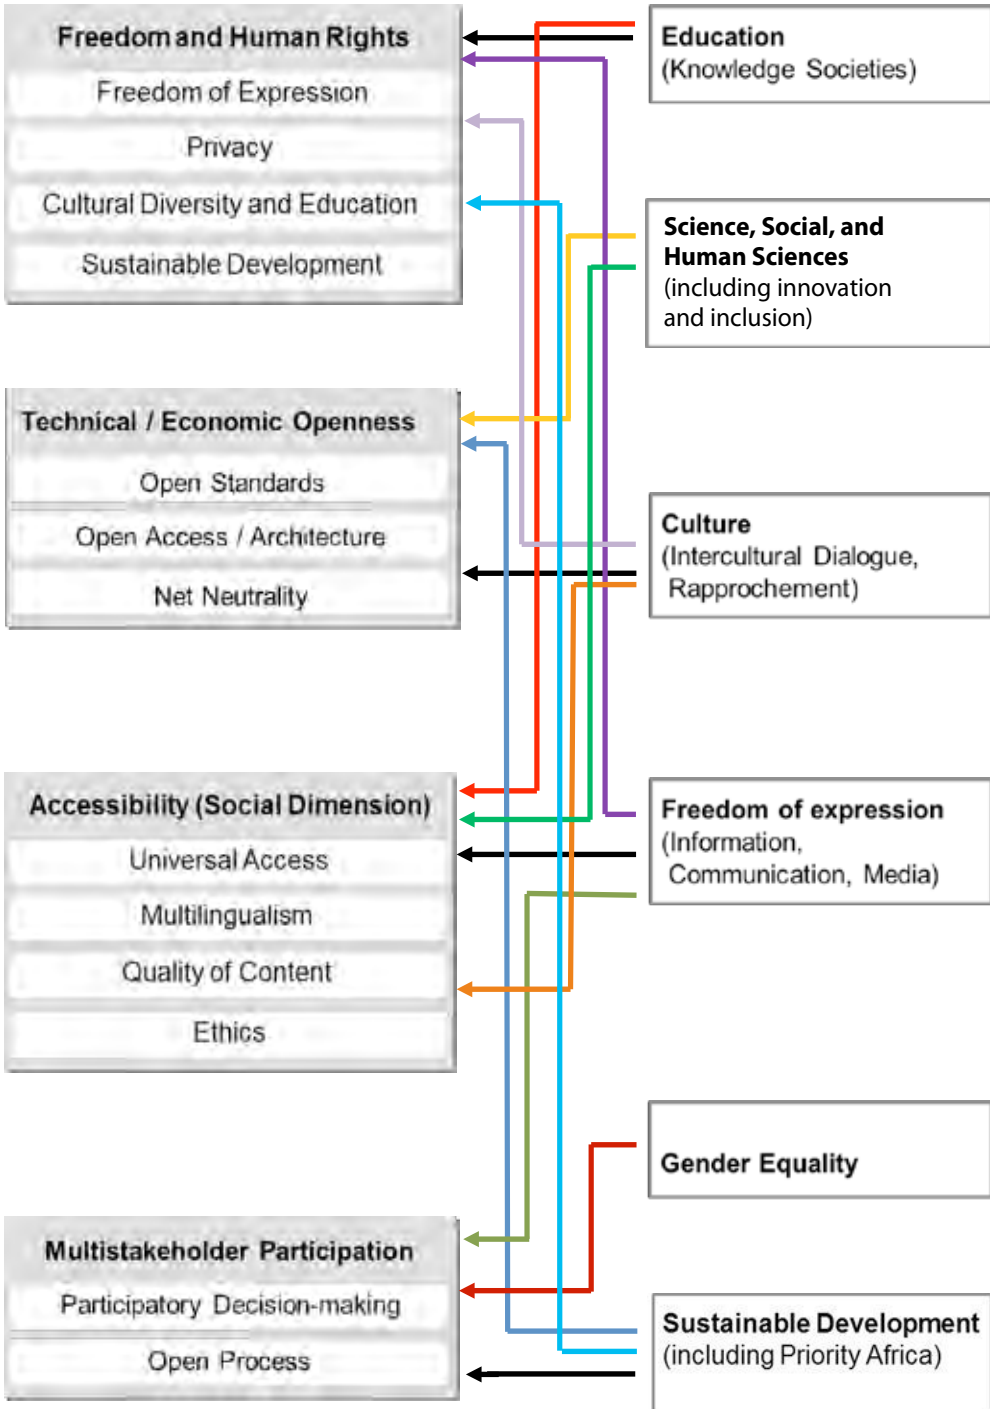 Freedom and Human Rights
Freedom of Expression
Privacy
Cultural Diversity and Education
Sustainable Development
Technical / Economic Openness
Open Standards
Open Access / Architecture
Net Neutrality
Accessibility (Social Dimension)
Universal Access
Multilingualism
Quality of Content
Ethics
Multistakeholder Participation
Participatory Decision-making
Open Process
Education
(Knowledge Societies)
Science, Social, and
Human Sciences
(including innovation
and inclusion)
Culture
(Intercultural Dialogue,
Rapprochement)
Freedom of expression
(Information,
Communication, Media)
Gender Equality
Sustainable Development
(including Priority Africa)